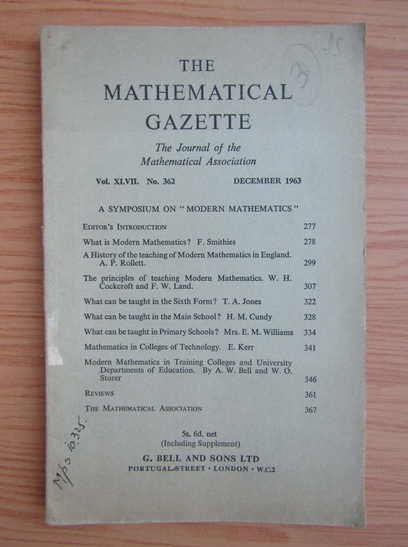 3
THE
MATHEMATICAL
GAZETTE
The Journal of the
Mathematical Association
Vol. XLVII. No. 362 DECEMBER 1963
A SYMPOSIUM ON "MODERN MATHEMATICS"
EDITOR'S INTRODUCTION 277
What is Modern Mathematics? F. Smithies 278
A History of the teaching of Modern Mathematics in England.
A. P. Rollett. 299
The principles of teaching Modern Mathematics. W. H.
Cockcroft and F. W. Land. 307
What can be taught in the Sixth Form? T. A. Jones 322
What can be taught in the Main School? H. M. Cundy 328
What can be taught in Primary Schools? Mrs. E. M. Williams 334
Mathematics in Colleges of Technology. E. Kerr 341
Modern Mathematics in Training Colleges and University
Departments of Education. By A. W. Bell and W. O.
Storer 346
REVIEWS 361
THE MATHEMATICAL ASSOCIATION 367
5s. 6d. net
(Including Supplement)
G. BELL AND SONS LTD
PORTUGAL STREET · LONDON · W.C.2